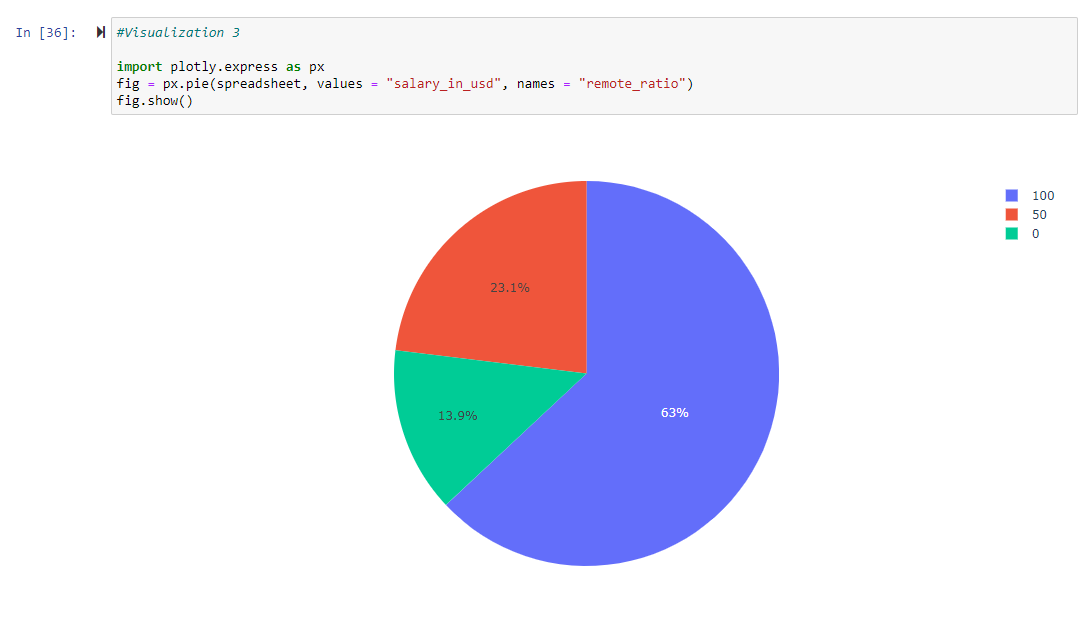 In [36]:
#Visualization 3
import plotly.express as px
fig = px.pie(spreadsheet, values = "salary_in_usd", names = "remote_ratio")
fig.show()
100
50
0
23.1%
13.9%
63%